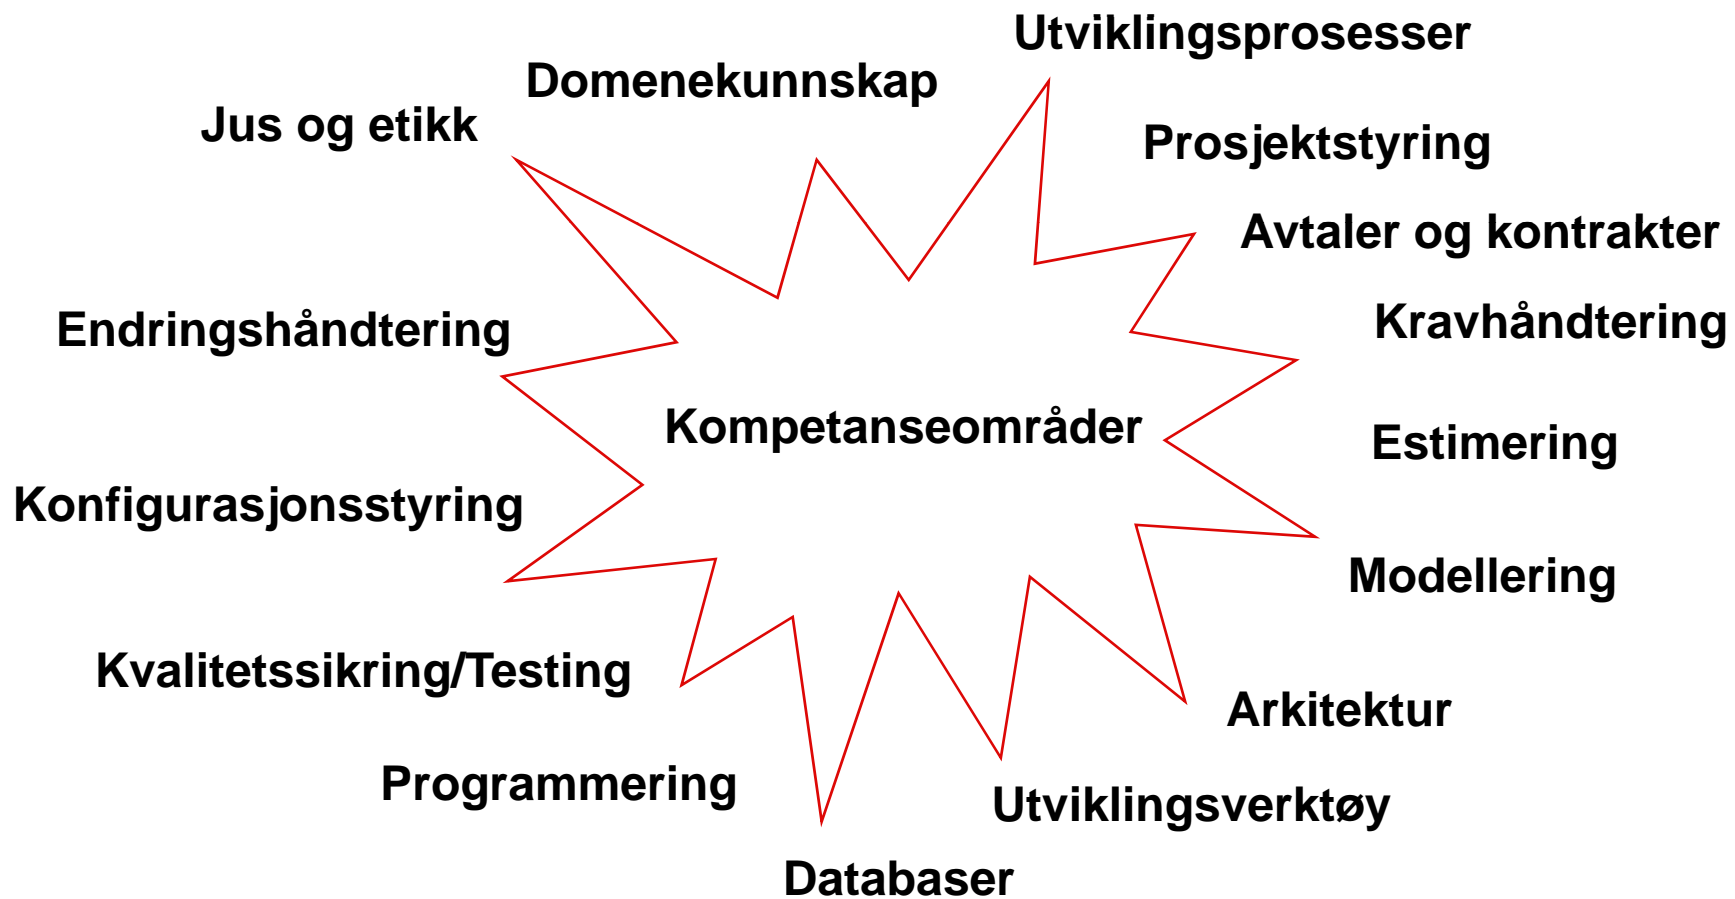 Utviklingsprosesser
Domenekunnskap
Jus og etikk
Prosjektstyring
Avtaler og kontrakter
Kravhåndtering
Endringshåndtering
Kompetanseområder
Estimering
Konfigurasjonsstyring
Modellering
Kvalitetssikring/Testing
Arkitektur
Programmering
Utviklingsverktøy
Databaser